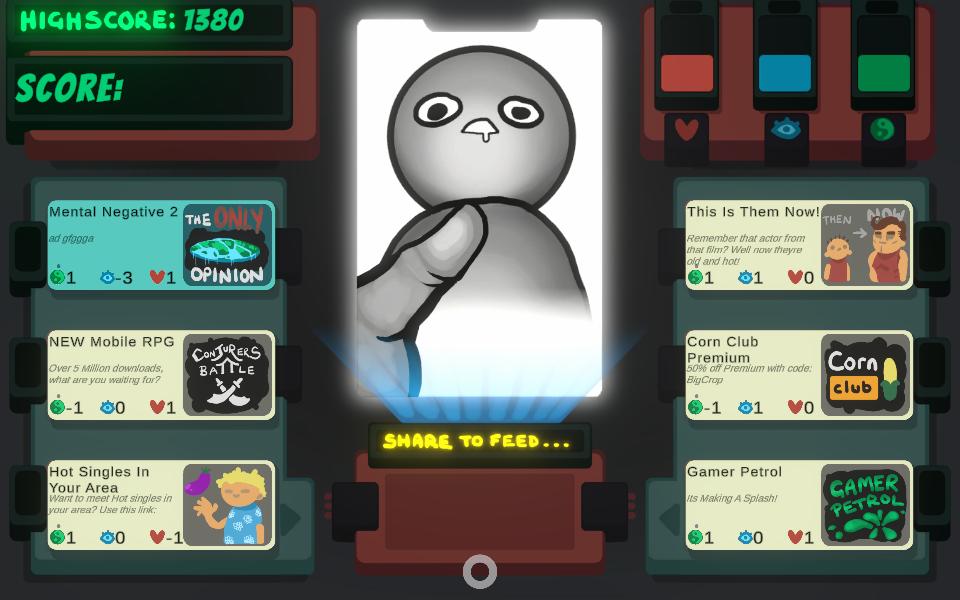 HIGHSCORE: 1380
SCORE:
Mental Negative 2
ad gfggga
1 -3 1
THE ONLY
OPINION
NEW Mobile RPG
Over 5 Million downloads,
what are you waiting for?
-1 0 1
CONJURERS
BATTLE
Hot Singles In
Your Area
Want to meet Hot singles in
your area? Use this link:
1 0 -1
SHARE TO FEED...
This Is Them Now!
Remember that actor from
that film? Well now theyre
old and hot!
1 1 0
THEN NOW
Corn Club
Premium
50% off Premium with code:
BigCrop
-1 1 0
Corn
club
Gamer Petrol
Its Making A Splash!
1 0 1
GAMER
PETROL